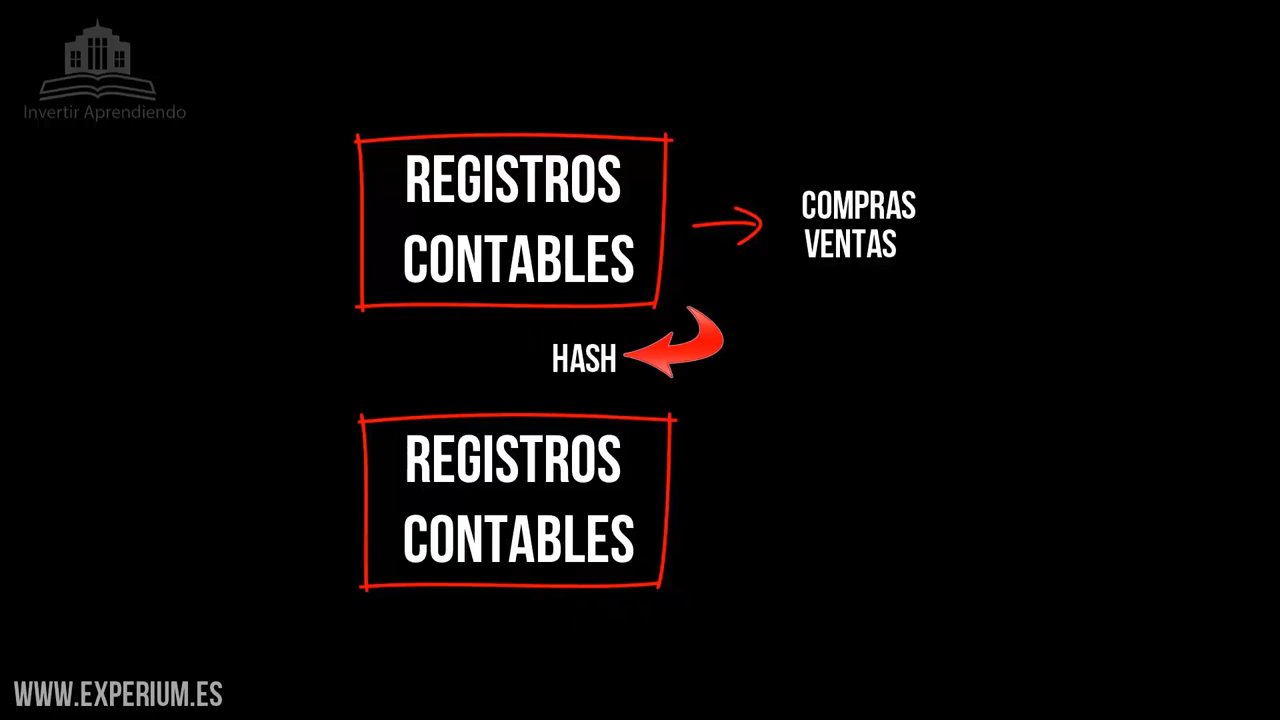 Invertir Aprendiendo
REGISTROS
CONTABLES
COMPRAS
VENTAS
HASH
REGISTROS
CONTABLES
WWW.EXPERIUM.ES